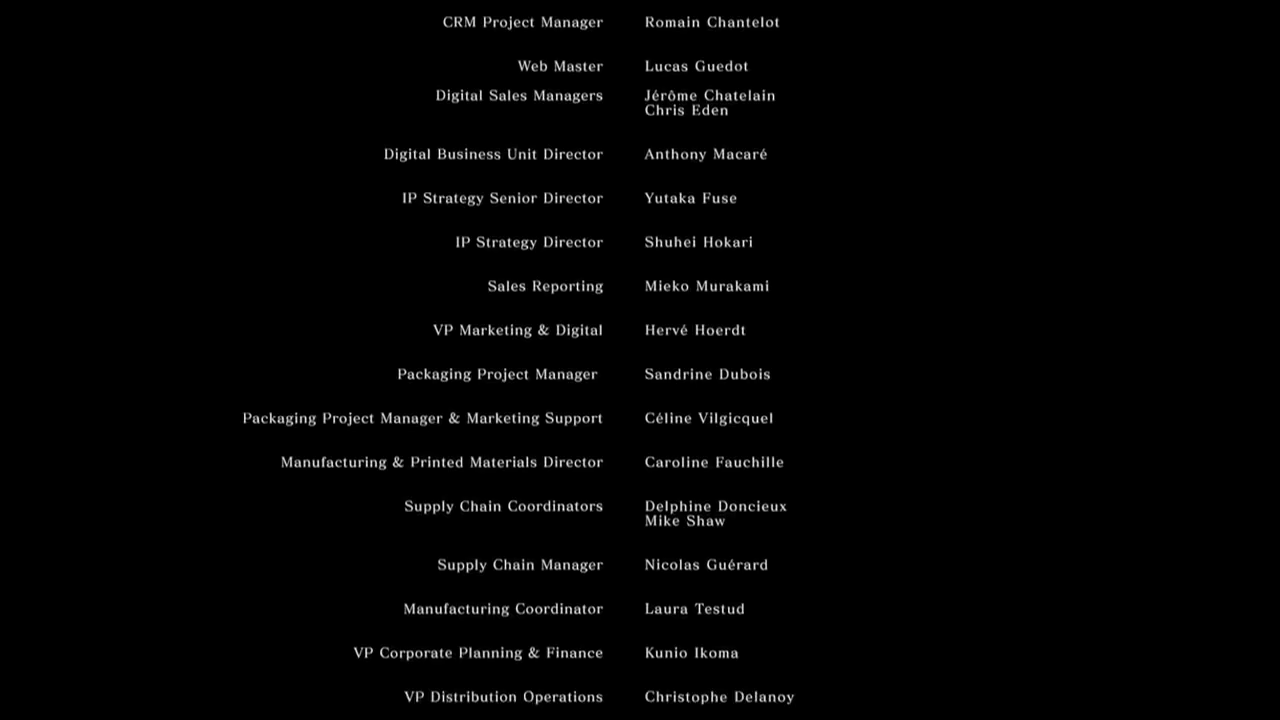 CRM Project Manager Romain Chantelot
Web Master Lucas Guedot
Digital Sales Managers Jérôme Chatelain
Chris Eden
Digital Business Unit Director Anthony Macaré
IP Strategy Senior Director Yutaka Fuse
IP Strategy Director Shuhei Hokari
Sales Reporting Mieko Murakami
VP Marketing & Digital Hervé Hoerdt
Packaging Project Manager Sandrine Dubois
Packaging Project Manager & Marketing Support Céline Vilgicquel
Manufacturing & Printed Materials Director Caroline Fauchille
Supply Chain Coordinators Delphine Doncieux
Mike Shaw
Supply Chain Manager Nicolas Guérard
Manufacturing Coordinator Laura Testud
VP Corporate Planning & Finance Kunio Ikoma
VP Distribution Operations Christophe Delanoy